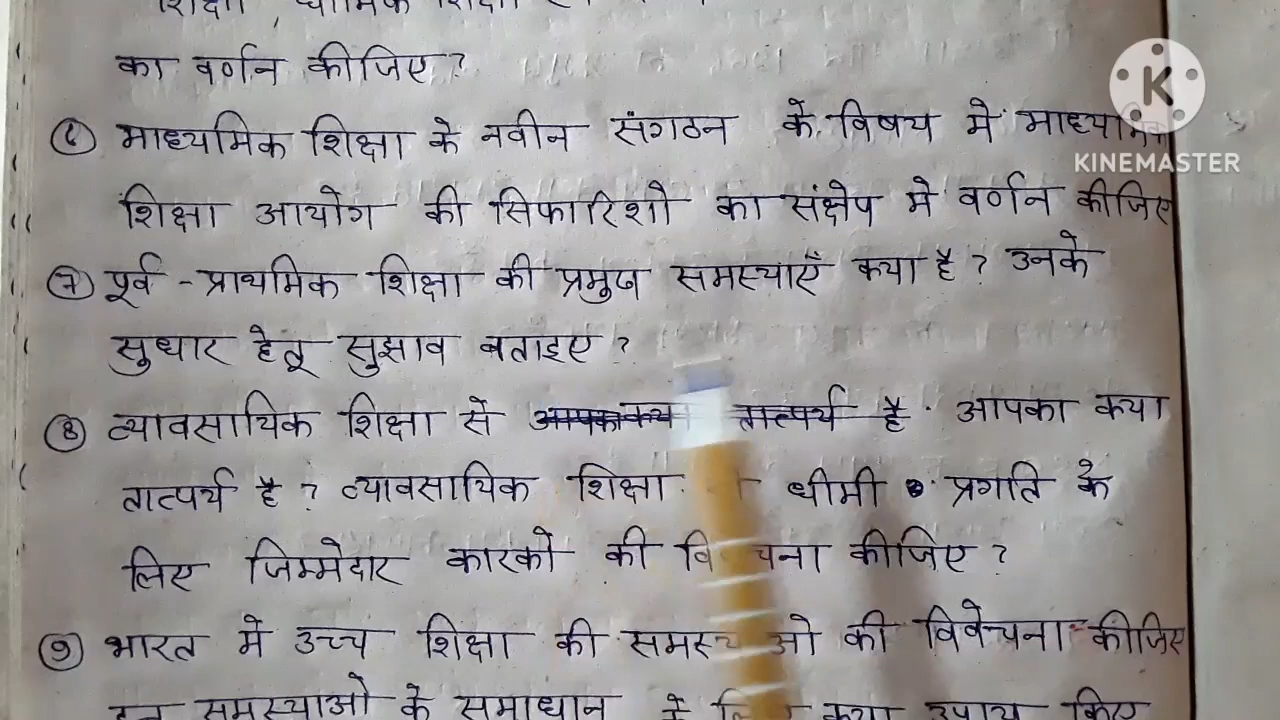 शिक्षा, धार्मिक शिक्षा
का वर्णन कीजिए?
K
KINEMASTER
⑥ माध्यमिक शिक्षा के नवीन संगठन के विषय में
शिक्षा आयोग की सिफारिशो का संक्षेप मे वर्णन कीजिए
⑦ पूर्व - प्राथमिक शिक्षा की प्रमुख समस्याएँ क्या है? उनके
सुधार हेतू सुझाव बताइए?
⑧ व्यावसायिक शिक्षा से आपका क्या तात्पर्य है. आपका क्या
तात्पर्य है? व्यावसायिक शिक्षा धीमी प्रगति के
लिए जिम्मेदार कारको की कीजिए?
⑨ भारत मे उच्च शिक्षा की की विवेचना कीजिए
समस्याओ के समाधान के क्या उपाय किए